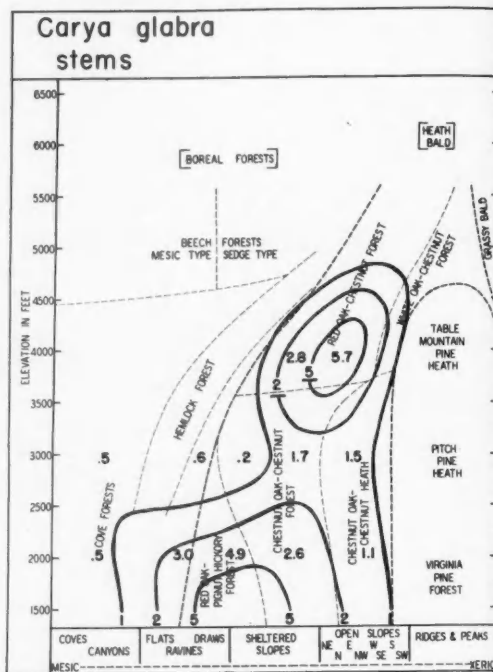 Carya glabra
stems
6500
6000
5500
5000
4500
4000
3500
3000
2500
2000
1500
ELEVATION IN FEET
[HEATH
BALD]
[BOREAL FORESTS]
GRASSY BALD
BEECH FORESTS
MESIC TYPE SEDGE TYPE
RED OAK-CHESTNUT FOREST
WHITE OAK-CHESTNUT
FOREST
TABLE
MOUNTAIN
PINE
HEATH
2.8
5.7
5
2
HEMLOCK FOREST
.5
.6
.2
1.7
1.5
PITCH
PINE
HEATH
COVE FORESTS
CHESTNUT OAK-CHESTNUT
FOREST
CHESTNUT OAK-
CHESTNUT HEATH
.5
3.0
4.9
2.6
1.1
RED OAK-
PIGNUT HICKORY
FOREST
VIRGINIA
PINE
FOREST
1
2
5
5
2
1
COVES
CANYONS
FLATS DRAWS
RAVINES
SHELTERED
SLOPES
OPEN SLOPES
NE E W S
N NW SE SW
RIDGES & PEAKS
MESIC
XERIC